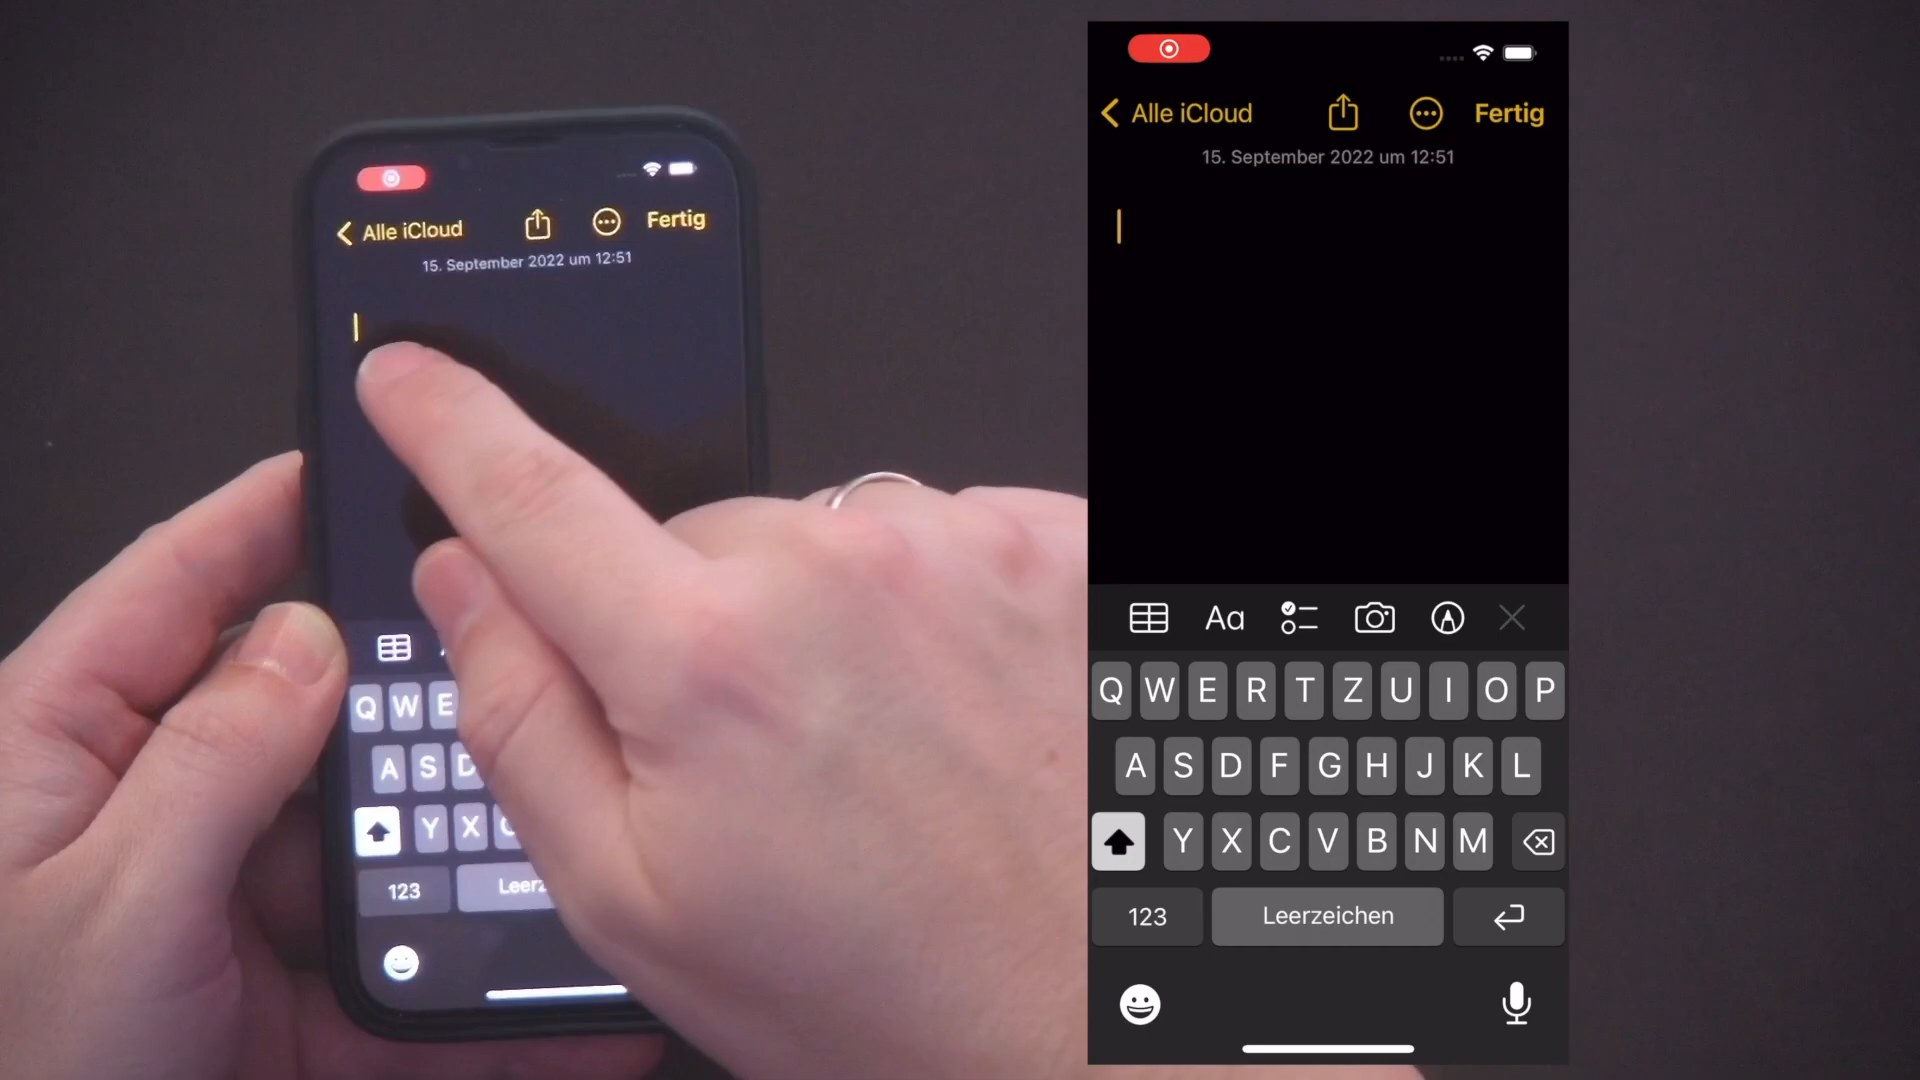 Alle iCloud
Fertig
15. September 2022 um 12:51
Q W E
A S D
Y X
123
Alle iCloud
Fertig
15. September 2022 um 12:51
Aa
Q W E R T Z U I O P
A S D F G H J K L
Y X C V B N M
123
Leerzeichen